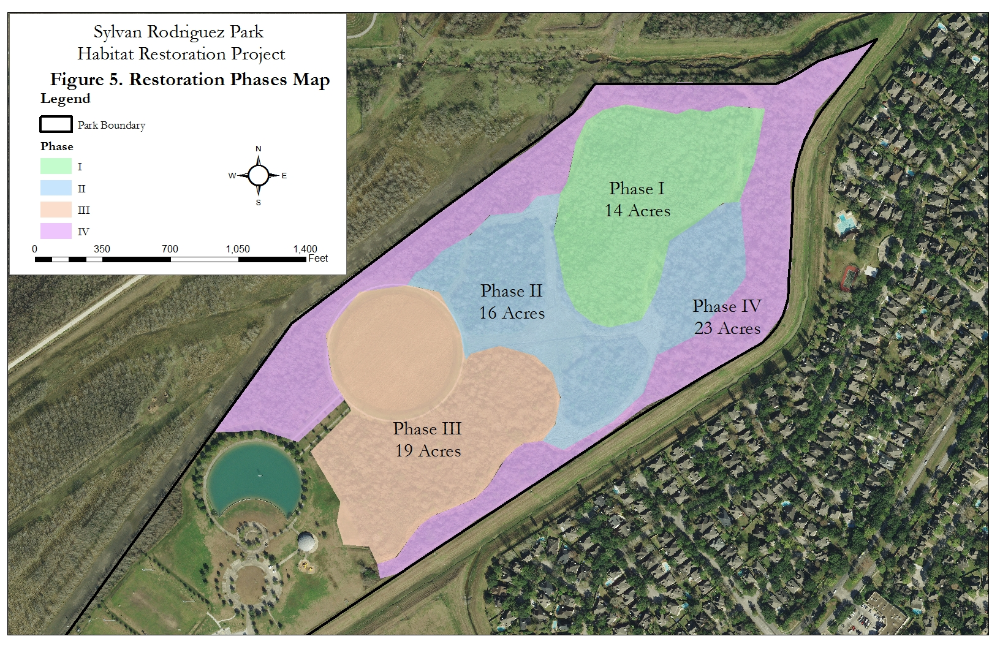 Sylvan Rodriguez Park
Habitat Restoration Project
Figure 5. Restoration Phases Map
Legend
Park Boundary
Phase
I
II
III
IV
N
W E
S
0 350 700 1,050 1,400
Feet
Phase I
14 Acres
Phase II
16 Acres
Phase IV
23 Acres
Phase III
19 Acres